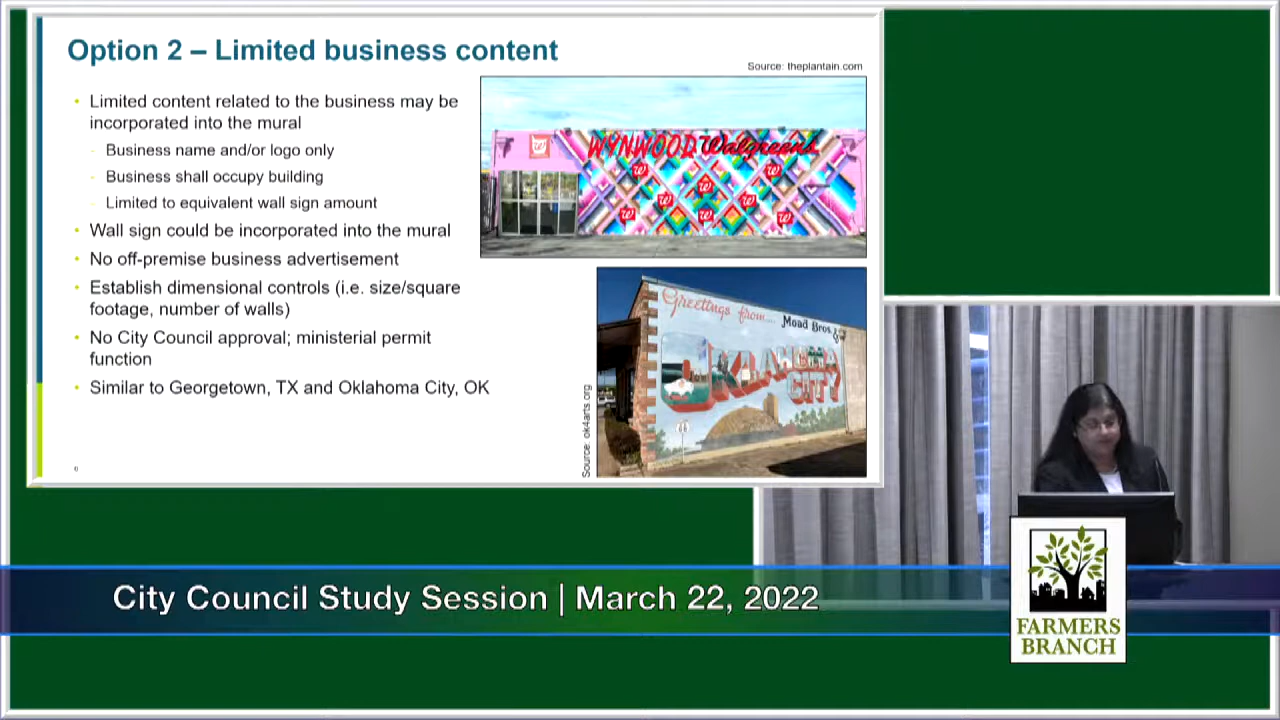 Option 2 – Limited business content
Source: theplantain.com
Limited content related to the business may be
incorporated into the mural
Business name and/or logo only
Business shall occupy building
Limited to equivalent wall sign amount
Wall sign could be incorporated into the mural
No off-premise business advertisement
Establish dimensional controls (i.e. size/square
footage, number of walls)
No City Council approval; ministerial permit
function
Similar to Georgetown, TX and Oklahoma City, OK
WYNWOOD Walgreens
Greetings from....
Moad Bros.
OKLAHOMA
CITY
66
Source: ok4arts.org
City Council Study Session | March 22, 2022
FARMERS
BRANCH